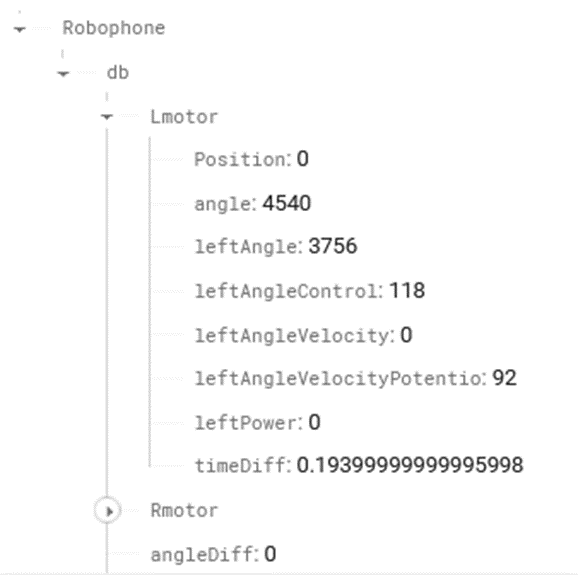 Robophone
db
Lmotor
Position: 0
angle: 4540
leftAngle: 3756
leftAngleControl: 118
leftAngleVelocity: 0
leftAngleVelocityPotentio: 92
leftPower: 0
timeDiff: 0.19399999999995998
Rmotor
angleDiff: 0